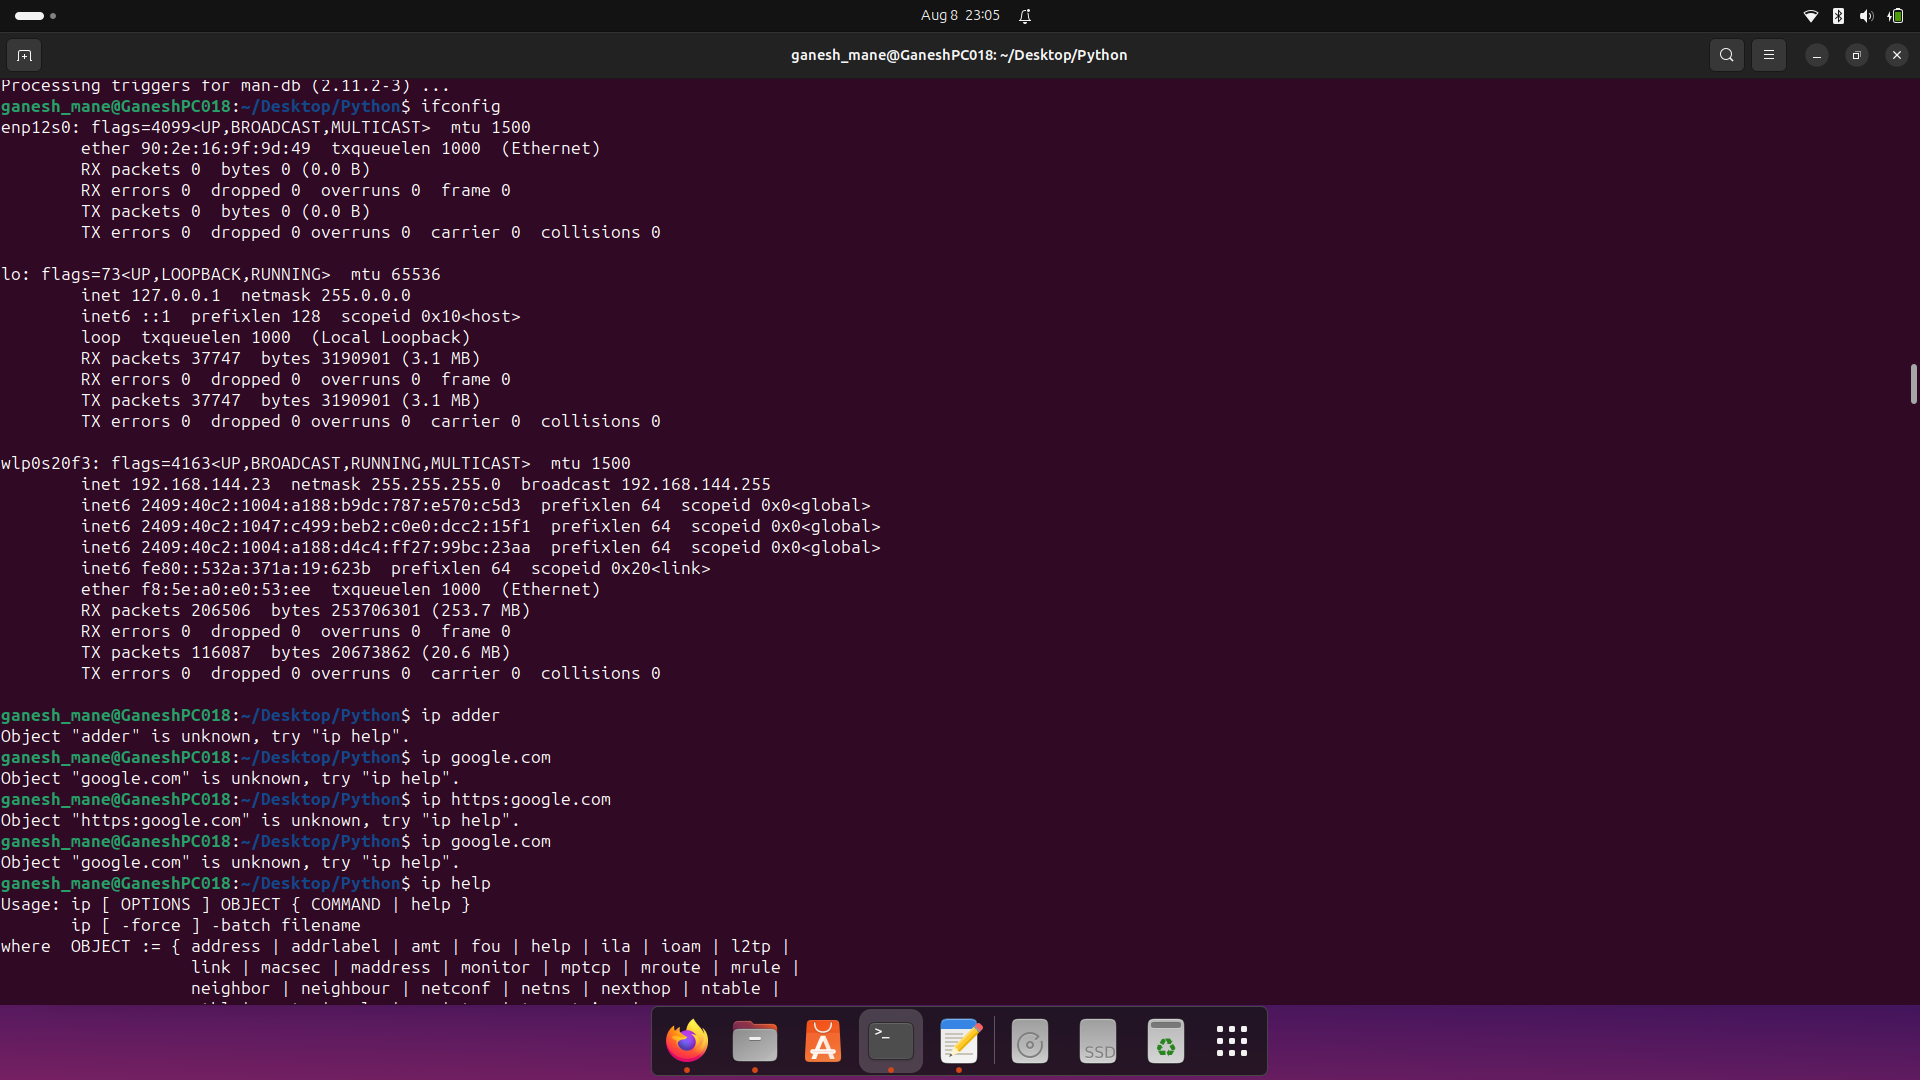 Aug 8 23:05
ganesh_mane@GaneshPC018: ~/Desktop/Python
Processing triggers for man-db (2.11.2-3) ...
ganesh_mane@GaneshPC018:~/Desktop/Python$ ifconfig
enp12s0: flags=4099<UP,BROADCAST,MULTICAST>  mtu 1500
        ether 90:2e:16:9f:9d:49  txqueuelen 1000  (Ethernet)
        RX packets 0  bytes 0 (0.0 B)
        RX errors 0  dropped 0  overruns 0  frame 0
        TX packets 0  bytes 0 (0.0 B)
        TX errors 0  dropped 0 overruns 0  carrier 0  collisions 0
lo: flags=73<UP,LOOPBACK,RUNNING>  mtu 65536
        inet 127.0.0.1  netmask 255.0.0.0
        inet6 ::1  prefixlen 128  scopeid 0x10<host>
        loop  txqueuelen 1000  (Local Loopback)
        RX packets 37747  bytes 3190901 (3.1 MB)
        RX errors 0  dropped 0  overruns 0  frame 0
        TX packets 37747  bytes 3190901 (3.1 MB)
        TX errors 0  dropped 0 overruns 0  carrier 0  collisions 0
wlp0s20f3: flags=4163<UP,BROADCAST,RUNNING,MULTICAST>  mtu 1500
        inet 192.168.144.23  netmask 255.255.255.0  broadcast 192.168.144.255
        inet6 2409:40c2:1004:a188:b9dc:787:e570:c5d3  prefixlen 64  scopeid 0x0<global>
        inet6 2409:40c2:1047:c499:beb2:c0e0:dcc2:15f1  prefixlen 64  scopeid 0x0<global>
        inet6 2409:40c2:1004:a188:d4c4:ff27:99bc:23aa  prefixlen 64  scopeid 0x0<global>
        inet6 fe80::532a:371a:19:623b  prefixlen 64  scopeid 0x20<link>
        ether f8:5e:a0:e0:53:ee  txqueuelen 1000  (Ethernet)
        RX packets 206506  bytes 253706301 (253.7 MB)
        RX errors 0  dropped 0  overruns 0  frame 0
        TX packets 116087  bytes 20673862 (20.6 MB)
        TX errors 0  dropped 0 overruns 0  carrier 0  collisions 0
ganesh_mane@GaneshPC018:~/Desktop/Python$ ip adder
Object "adder" is unknown, try "ip help".
ganesh_mane@GaneshPC018:~/Desktop/Python$ ip google.com
Object "google.com" is unknown, try "ip help".
ganesh_mane@GaneshPC018:~/Desktop/Python$ ip https:google.com
Object "https:google.com" is unknown, try "ip help".
ganesh_mane@GaneshPC018:~/Desktop/Python$ ip google.com
Object "google.com" is unknown, try "ip help".
ganesh_mane@GaneshPC018:~/Desktop/Python$ ip help
Usage: ip [ OPTIONS ] OBJECT { COMMAND | help }
       ip [ -force ] -batch filename
where  OBJECT := { address | addrlabel | amt | fou | help | ila | ioam | l2tp |
                   link | macsec | maddress | monitor | mptcp | mroute | mrule |
                   neighbor | neighbour | netconf | netns | nexthop | ntable |
SSD